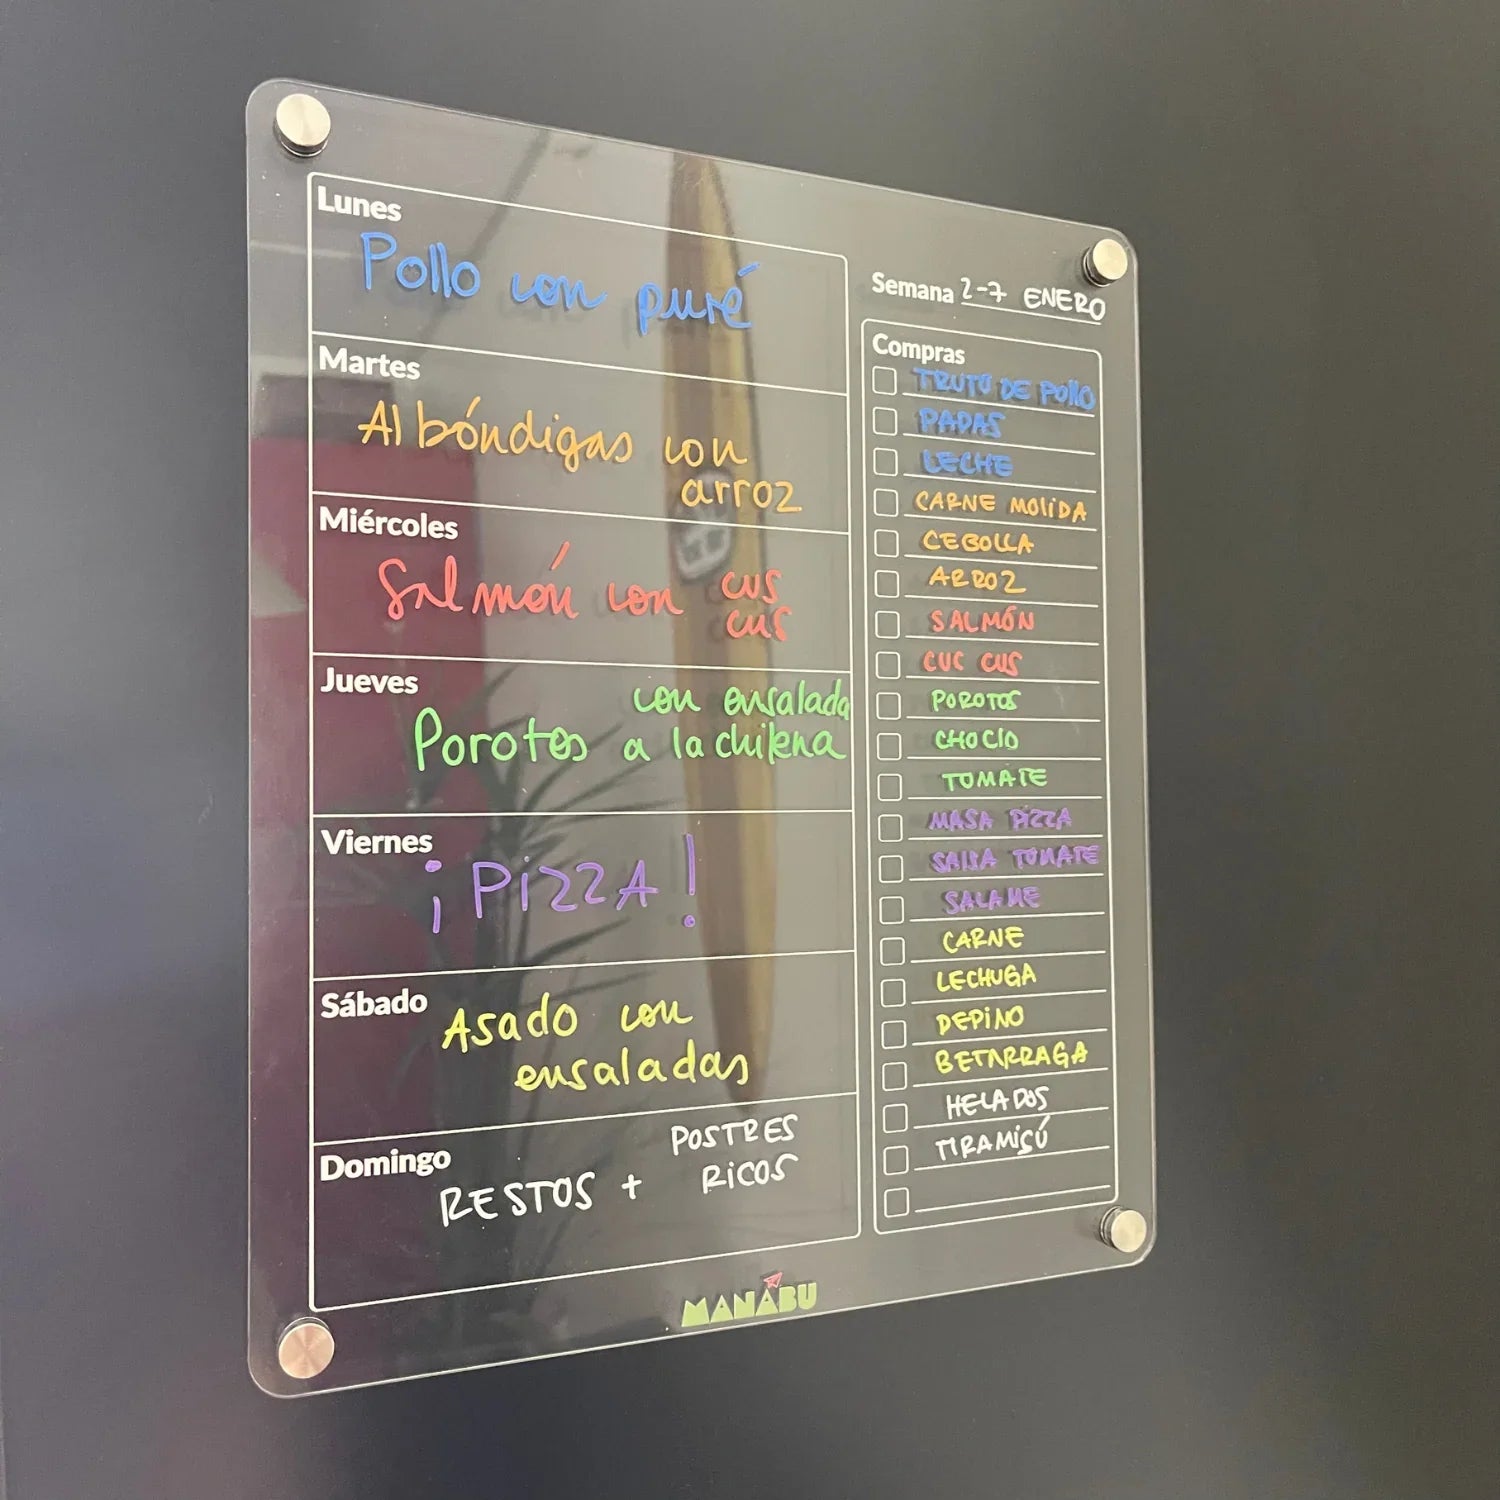 Lunes
Pollo con puré
Martes
Albóndigas con
arroz
Miércoles
Salmón con cus
cus
Jueves
con ensalada
Porotos a la chilena
Viernes
¡PIZZA!
Sábado
Asado con
ensaladas
Domingo
POSTRES
RESTOS + RICOS
Semana 2-7 ENERO
Compras
TRUTO DE POLLO
PAPAS
LECHE
CARNE MOLIDA
CEBOLLA
ARROZ
SALMÓN
CUC CUS
POROTOS
CHOCLO
TOMATE
MASA PIZZA
SALSA TOMATE
SALAME
CARNE
LECHUGA
PEPINO
BETARRAGA
HELADOS
TIRAMISÚ
MANABU